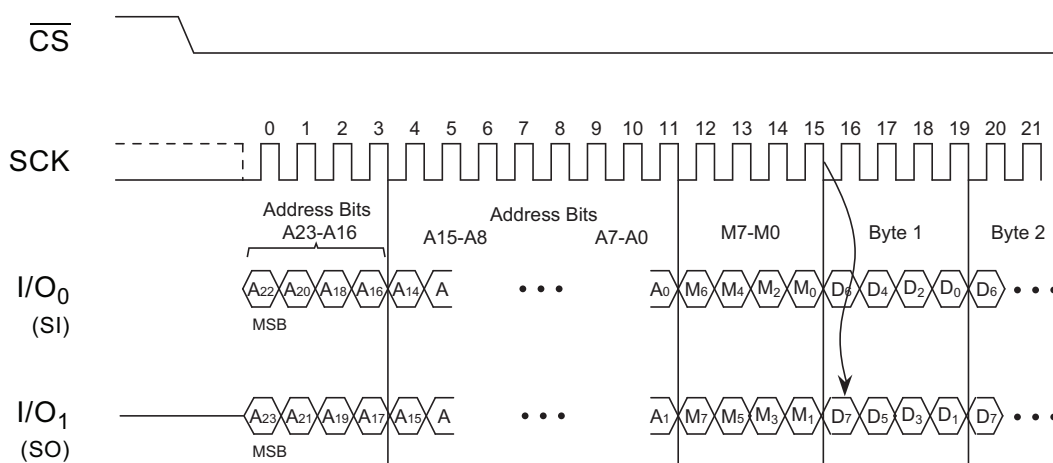 CS
0 1 2 3 4 5 6 7 8 9 10 11 12 13 14 15 16 17 18 19 20 21
SCK
Address Bits
A23-A16
Address Bits
A15-A8 A7-A0 M7-M0 Byte 1 Byte 2
I/O0 A22 A20 A18 A16 A14 A • • • A0 M6 M4 M2 M0 D6 D4 D2 D0 D6 • • •
(SI) MSB
I/O1 A23 A21 A19 A17 A15 A • • • A1 M7 M5 M3 M1 D7 D5 D3 D1 D7 • • •
(SO) MSB